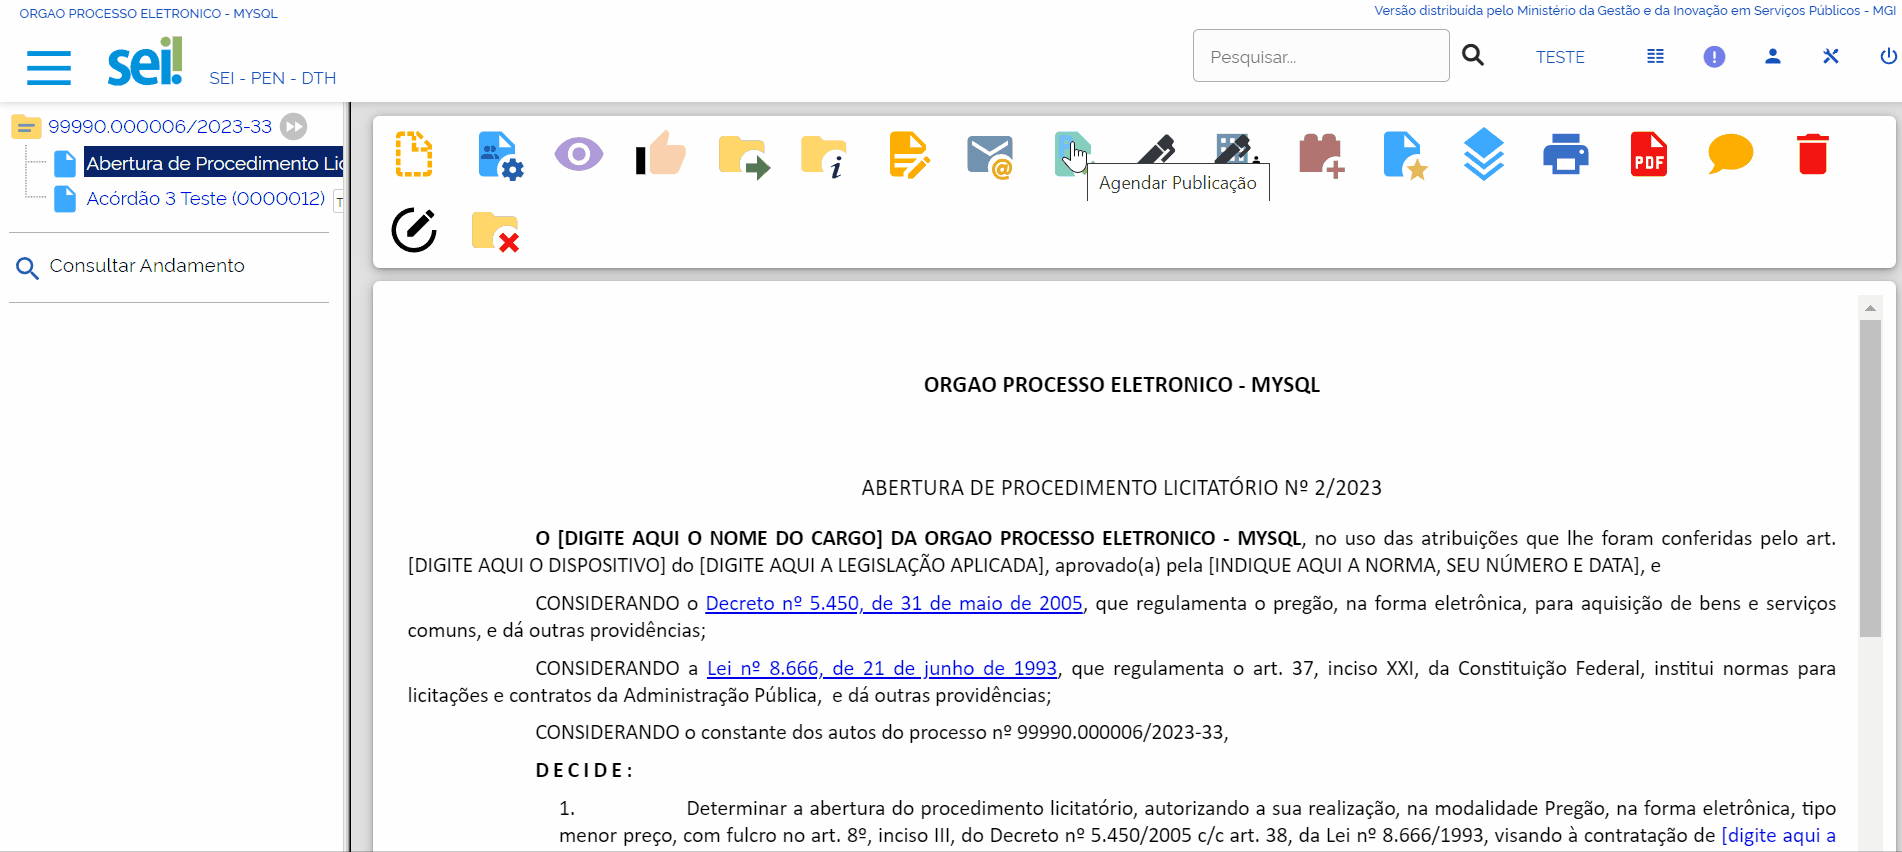 ORGAO PROCESSO ELETRONICO - MYSQL
Versão distribuída pelo Ministério da Gestão e da Inovação em Serviços Públicos - MGI
sei!
SEI - PEN - DTH
Pesquisar...
TESTE
99990.000006/2023-33
Abertura de Procedimento Lic
Acórdão 3 Teste (0000012)
T
Consultar Andamento
PDF
Agendar Publicação
ORGAO PROCESSO ELETRONICO - MYSQL
ABERTURA DE PROCEDIMENTO LICITATÓRIO Nº 2/2023
O [DIGITE AQUI O NOME DO CARGO] DA ORGAO PROCESSO ELETRONICO - MYSQL, no uso das atribuições que lhe foram conferidas pelo art.
[DIGITE AQUI O DISPOSITIVO] do [DIGITE AQUI A LEGISLAÇÃO APLICADA], aprovado(a) pela [INDIQUE AQUI A NORMA, SEU NÚMERO E DATA], e
CONSIDERANDO o Decreto nº 5.450, de 31 de maio de 2005, que regulamenta o pregão, na forma eletrônica, para aquisição de bens e serviços
comuns, e dá outras providências;
CONSIDERANDO a Lei nº 8.666, de 21 de junho de 1993, que regulamenta o art. 37, inciso XXI, da Constituição Federal, institui normas para
licitações e contratos da Administração Pública, e dá outras providências;
CONSIDERANDO o constante dos autos do processo nº 99990.000006/2023-33,
DECIDE:
1. Determinar a abertura do procedimento licitatório, autorizando a sua realização, na modalidade Pregão, na forma eletrônica, tipo
menor preço, com fulcro no art. 8º, inciso III, do Decreto nº 5.450/2005 c/c art. 38, da Lei nº 8.666/1993, visando à contratação de [digite aqui a